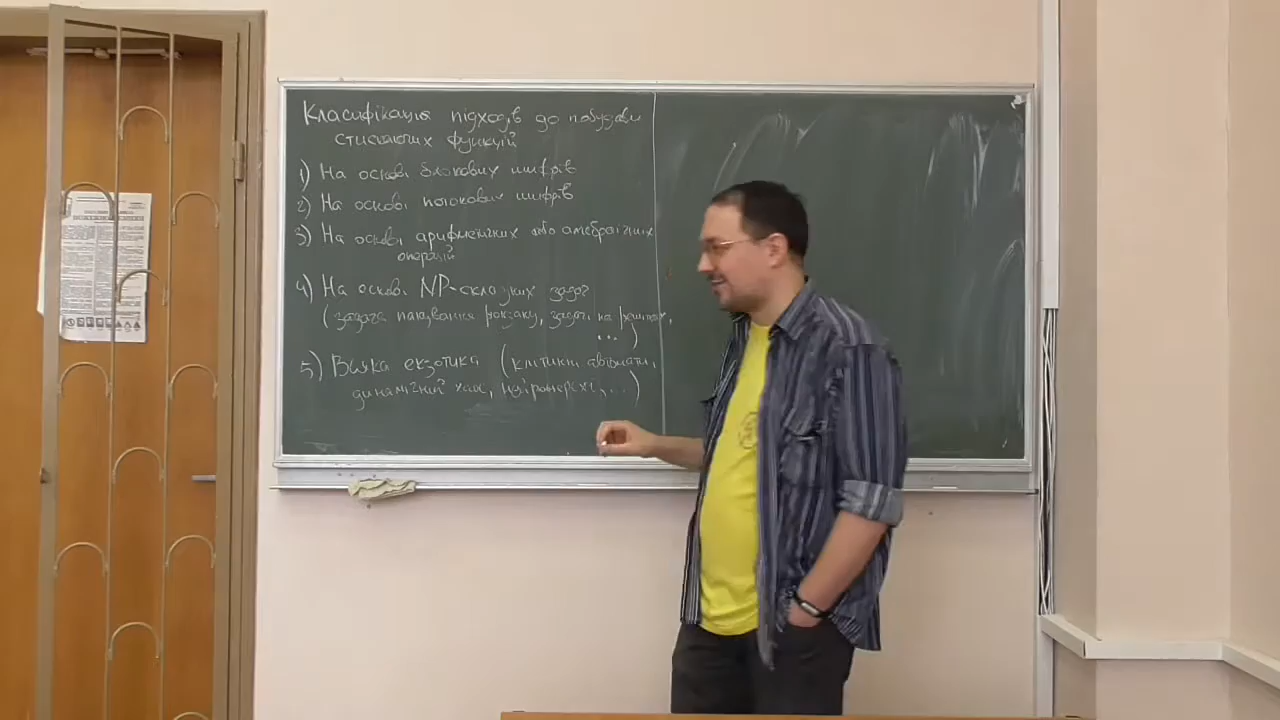 Класифікація підходів до побудови
стискаючих функцій
1) На основі блокових шифрів
2) На основі потокових шифрів
3) На основі арифметичних або алгебраїчних
операцій
4) На основі NP-складних задач
(задача пакування рюкзаку, задачі на решітках,
...)
5) Всяка екзотика (клітинні автомати,
динамічний хаос, нейромережі, ...)